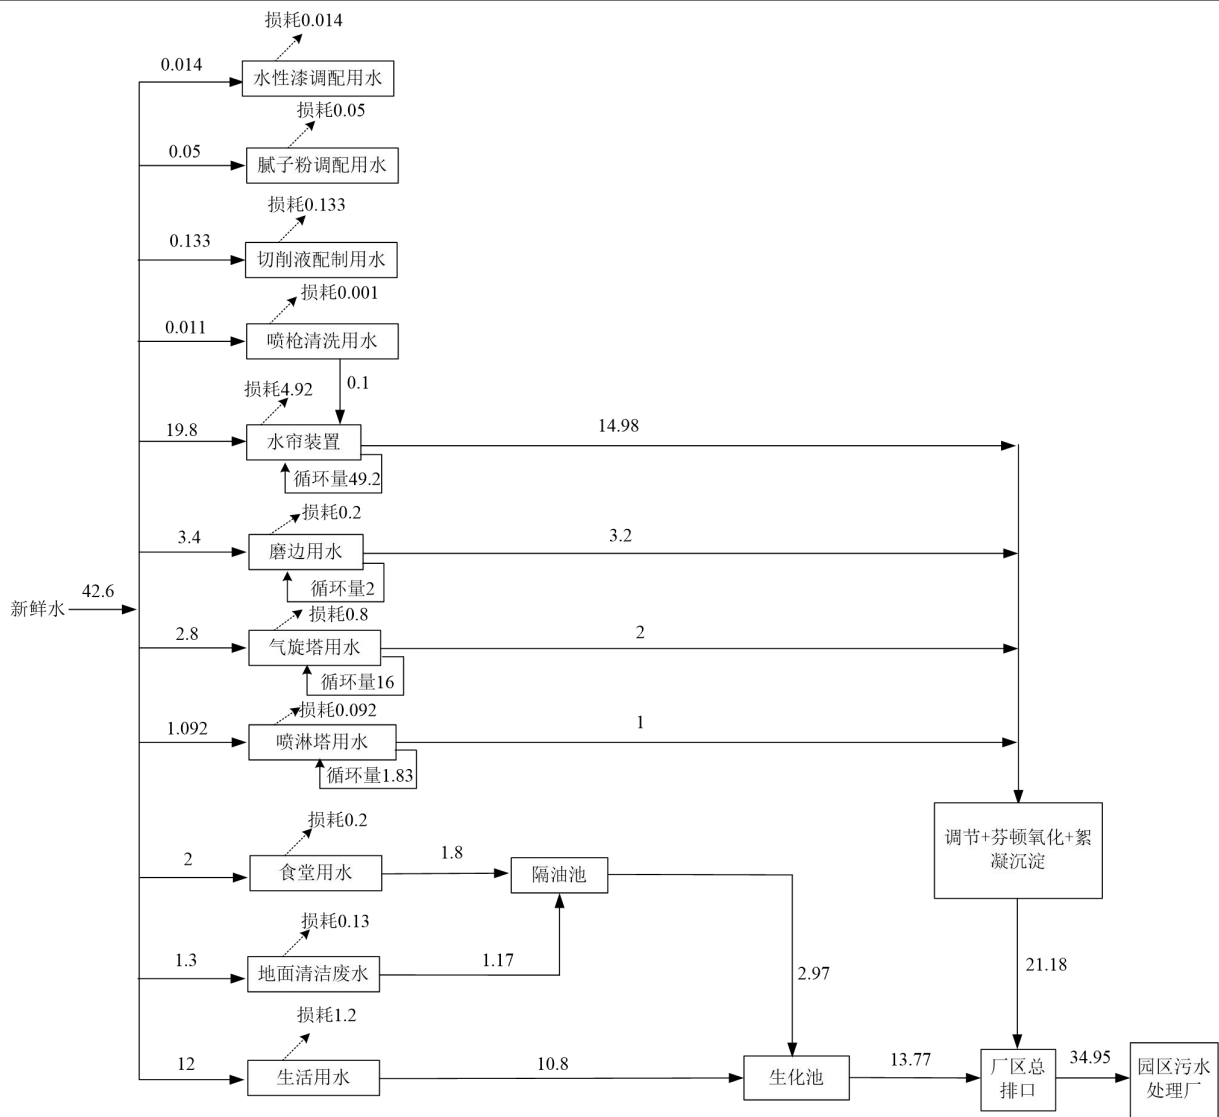 损耗0.014
0.014
水性漆调配用水
损耗0.05
0.05
腻子粉调配用水
损耗0.133
0.133
切削液配制用水
损耗0.001
0.011
喷枪清洗用水
0.1
损耗4.92
19.8
水帘装置
14.98
循环量49.2
损耗0.2
3.4
磨边用水
3.2
循环量2
新鲜水
42.6
损耗0.8
2.8
气旋塔用水
2
循环量16
损耗0.092
1.092
喷淋塔用水
1
循环量1.83
调节+芬顿氧化+絮
凝沉淀
损耗0.2
2
食堂用水
1.8
隔油池
损耗0.13
1.3
地面清洁废水
1.17
2.97
21.18
损耗1.2
12
生活用水
10.8
生化池
13.77
厂区总
排口
34.95
园区污水
处理厂